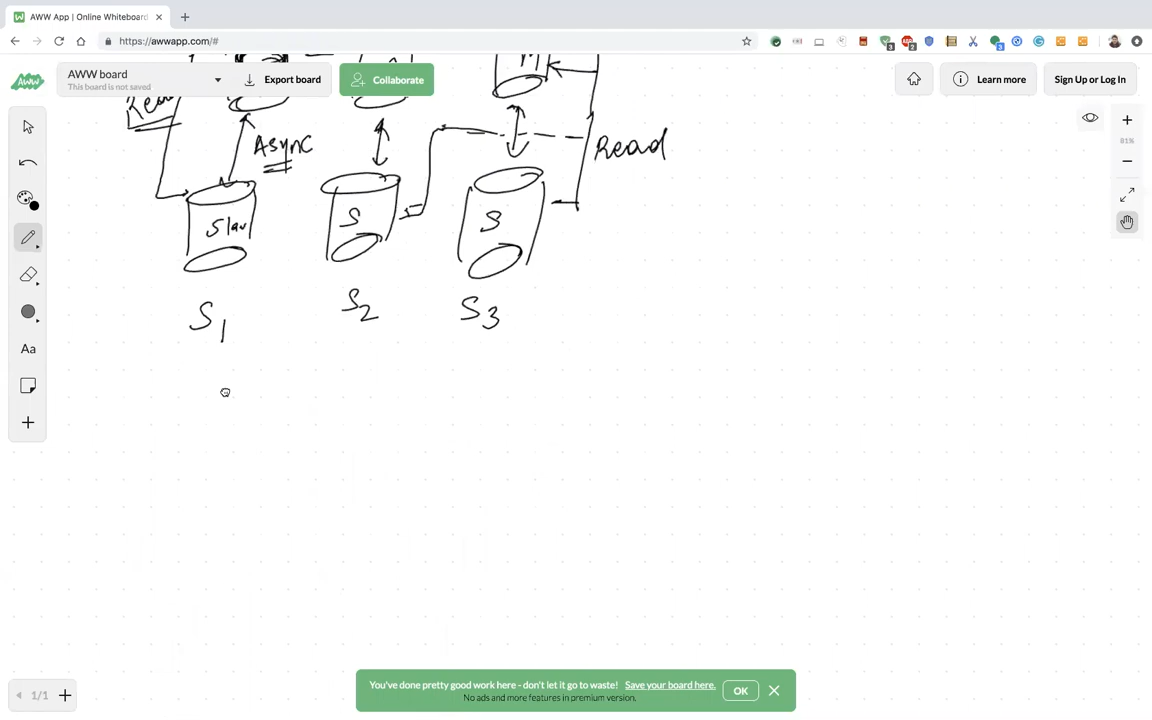 AWW App | Online Whiteboard
https://awwapp.com/#
AWW
AWW board
This board is not saved
Export board
Collaborate
Learn more
Sign Up or Log In
81%
M
Read
Async
Read
Slav
S
S
S1
S2
S3
Aa
1/1
You've done pretty good work here - don't let it go to waste! Save your board here.
No ads and more features in premium version.
OK